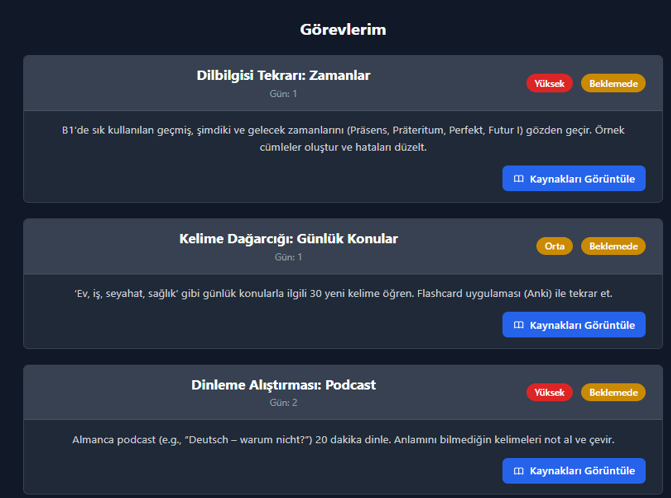 Görevlerim
Dilbilgisi Tekrarı: Zamanlar
Gün: 1
Yüksek
Beklemede
B1'de sık kullanılan geçmiş, şimdiki ve gelecek zamanlarını (Präsens, Präteritum, Perfekt, Futur I) gözden geçir. Örnek
cümleler oluştur ve hataları düzelt.
Kaynakları Görüntüle
Kelime Dağarcığı: Günlük Konular
Gün: 1
Orta
Beklemede
'Ev, iş, seyahat, sağlık' gibi günlük konularla ilgili 30 yeni kelime öğren. Flashcard uygulaması (Anki) ile tekrar et.
Kaynakları Görüntüle
Dinleme Alıştırması: Podcast
Gün: 2
Yüksek
Beklemede
Almanca podcast (e.g., “Deutsch – warum nicht?”) 20 dakika dinle. Anlamını bilmediğin kelimeleri not al ve çevir.
Kaynakları Görüntüle